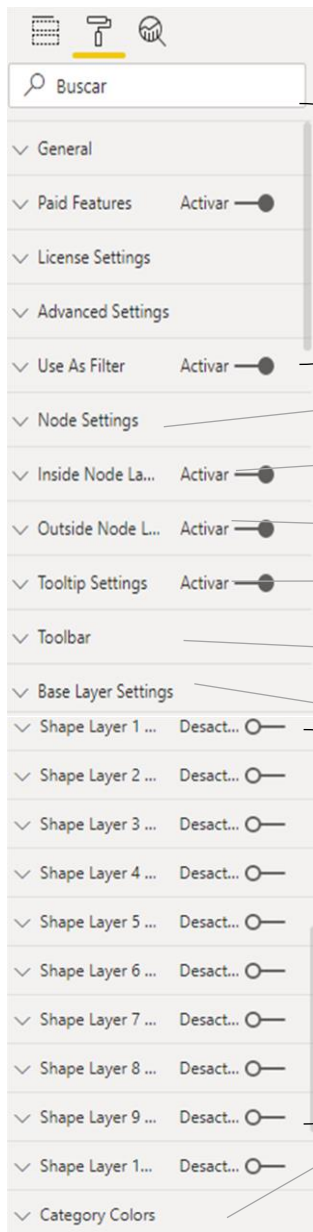 Buscar
General
Paid Features Activar
License Settings
Advanced Settings
Use As Filter Activar
Node Settings
Inside Node La... Activar
Outside Node L... Activar
Tooltip Settings Activar
Toolbar
Base Layer Settings
Shape Layer 1 ... Desact...
Shape Layer 2 ... Desact...
Shape Layer 3 ... Desact...
Shape Layer 4 ... Desact...
Shape Layer 5 ... Desact...
Shape Layer 6 ... Desact...
Shape Layer 7 ... Desact...
Shape Layer 8 ... Desact...
Shape Layer 9 ... Desact...
Shape Layer 1... Desact...
Category Colors